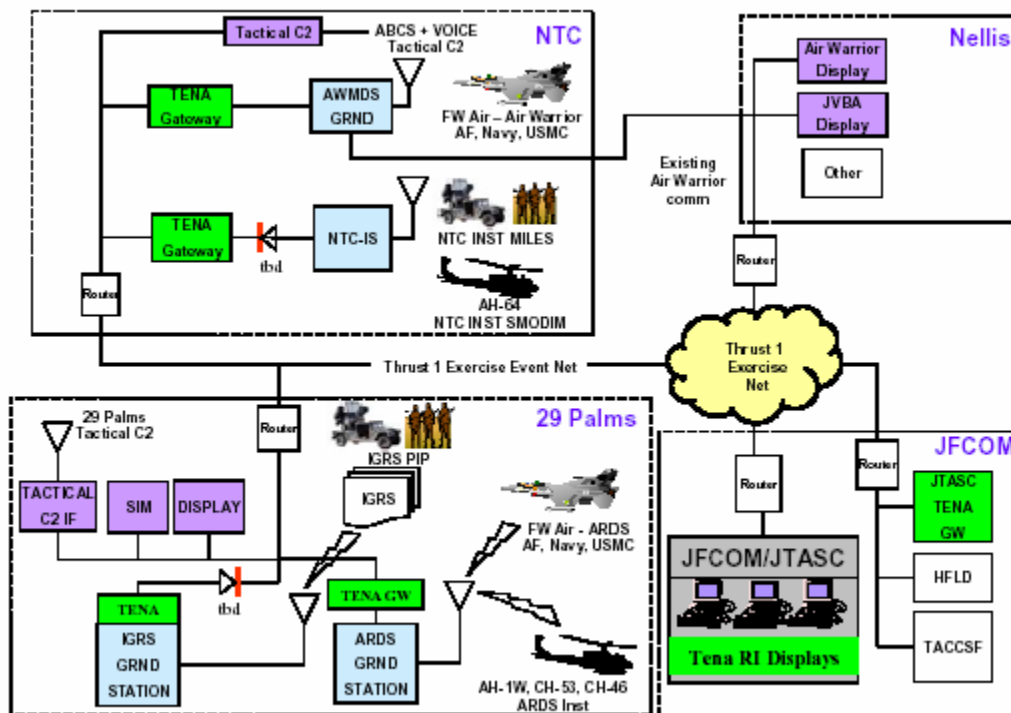 NTC
Tactical C2
ABCS + VOICE
Tactical C2
TENA
Gateway
AWMDS
GRND
FW Air – Air Warrior
AF, Navy, USMC
TENA
Gateway
tbd
NTC-IS
NTC INST MILES
AH-64
NTC INST SMODIM
Router
Nellis
Air Warrior
Display
JVBA
Display
Other
Existing
Air Warrior
comm
Router
Thrust 1
Exercise
Net
Thrust 1 Exercise Event Net
29 Palms
29 Palms
Tactical C2
Router
IGRS PIP
IGRS
TACTICAL
C2 IF
SIM
DISPLAY
FW Air - ARDS
AF, Navy, USMC
tbd
TENA
IGRS
GRND
STATION
TENA GW
ARDS
GRND
STATION
AH-1W, CH-53, CH-46
ARDS Inst
JFCOM
Router
Router
JTASC
TENA
GW
HFLD
TACCSF
JFCOM/JTASC
Tena RI Displays